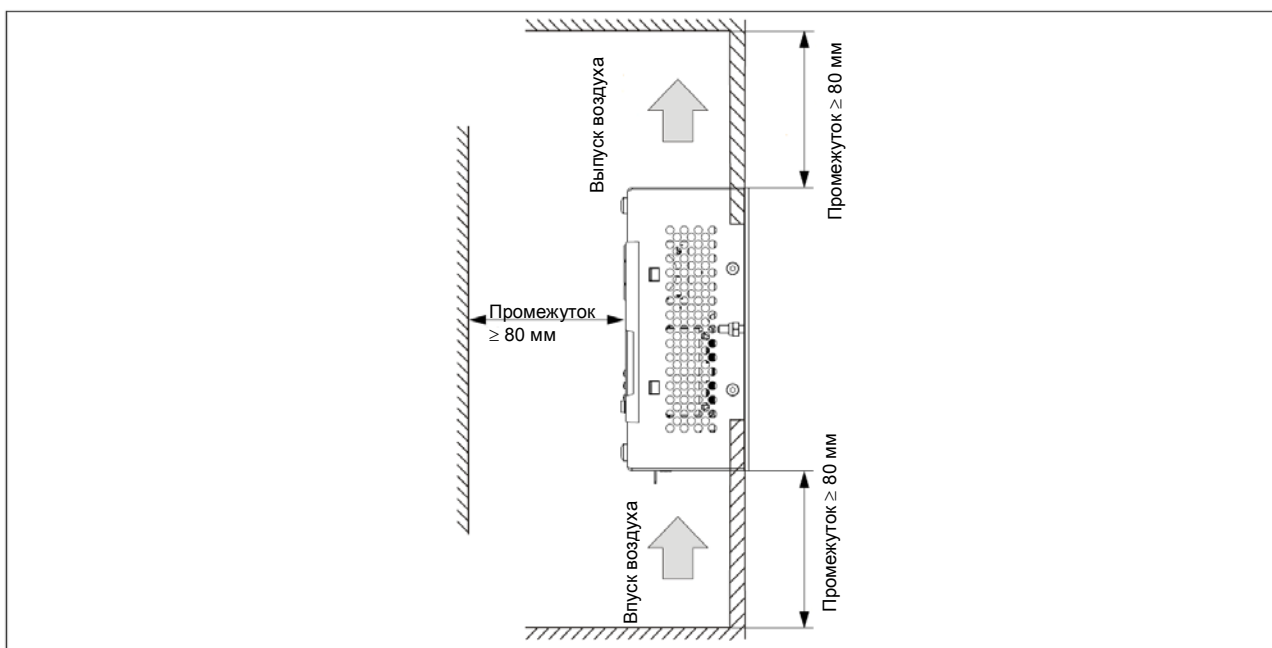 Выпуск воздуха
Промежуток ≥ 80 мм
Промежуток
≥ 80 мм
Впуск воздуха
Промежуток ≥ 80 мм